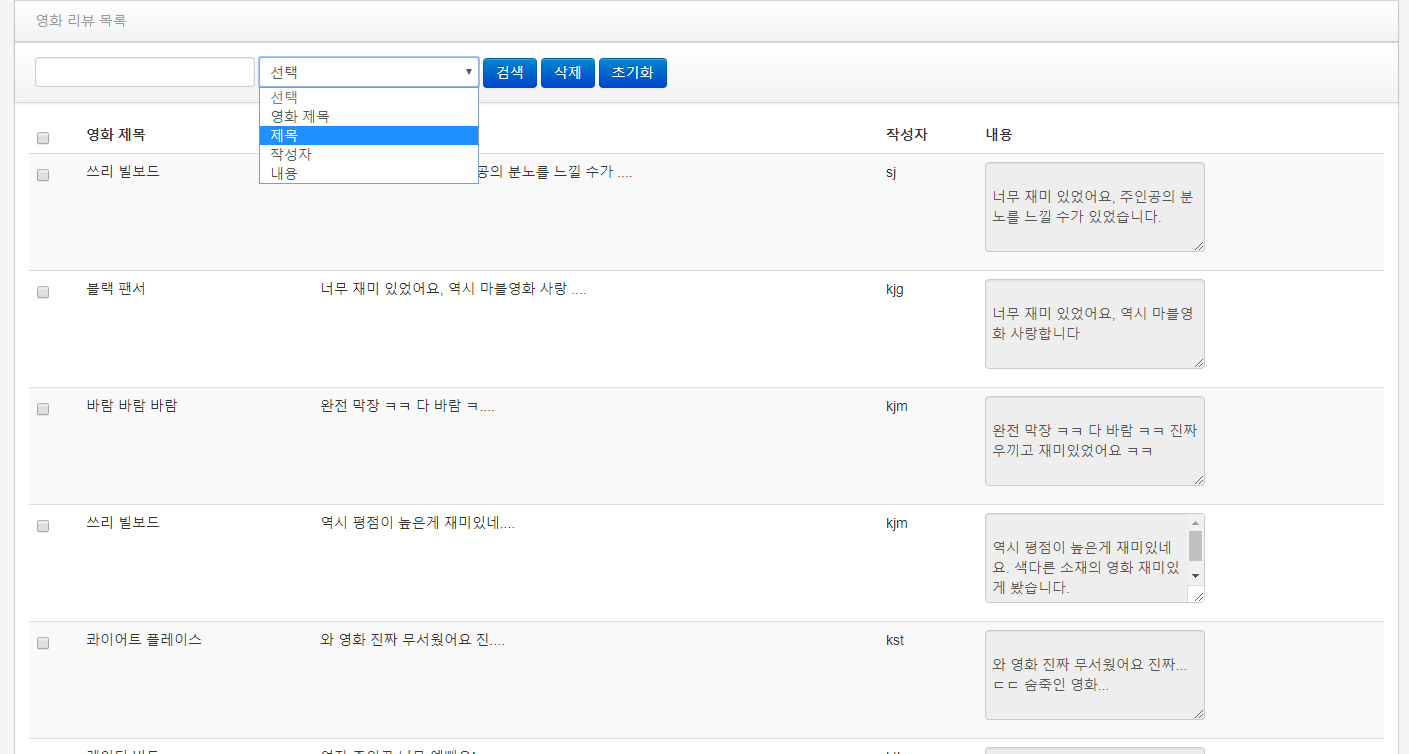 영화 리뷰 목록
선택 검색 삭제 초기화
선택
영화 제목
제목
작성자
내용
영화 제목 작성자 내용
쓰리 빌보드 공의 분노를 느낄 수가 .... sj
너무 재미 있었어요, 주인공의 분
노를 느낄 수가 있었습니다.
블랙 팬서 너무 재미 있었어요, 역시 마블영화 사랑 .... kjg
너무 재미 있었어요, 역시 마블영
화 사랑합니다
바람 바람 바람 완전 막장 ㅋㅋ 다 바람 ㅋ.... kjm
완전 막장 ㅋㅋ 다 바람 ㅋㅋ 진짜
우끼고 재미있었어요 ㅋㅋ
쓰리 빌보드 역시 평점이 높은게 재미있네.... kjm
역시 평점이 높은게 재미있네
요. 색다른 소재의 영화 재미있
게 봤습니다.
콰이어트 플레이스 와 영화 진짜 무서웠어요 진.... kst
와 영화 진짜 무서웠어요 진짜...
ㄷㄷ 숨죽인 영화...